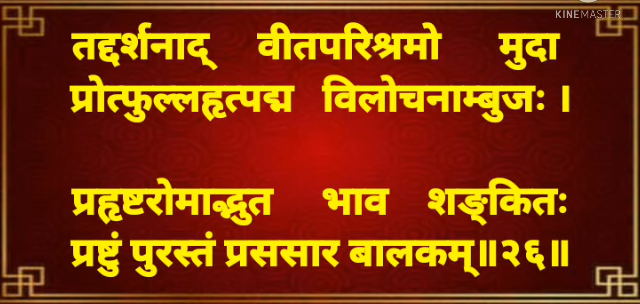 KINEMASTER
तद्दर्शनाद् वीतपरिश्रमो मुदा
प्रोत्फुल्लहृत्पद्म विलोचनाम्बुजः ।
प्रहृष्टरोमाद्भुत भाव शङ्कितः
प्रष्टुं पुरस्तं प्रससार बालकम्॥२६॥